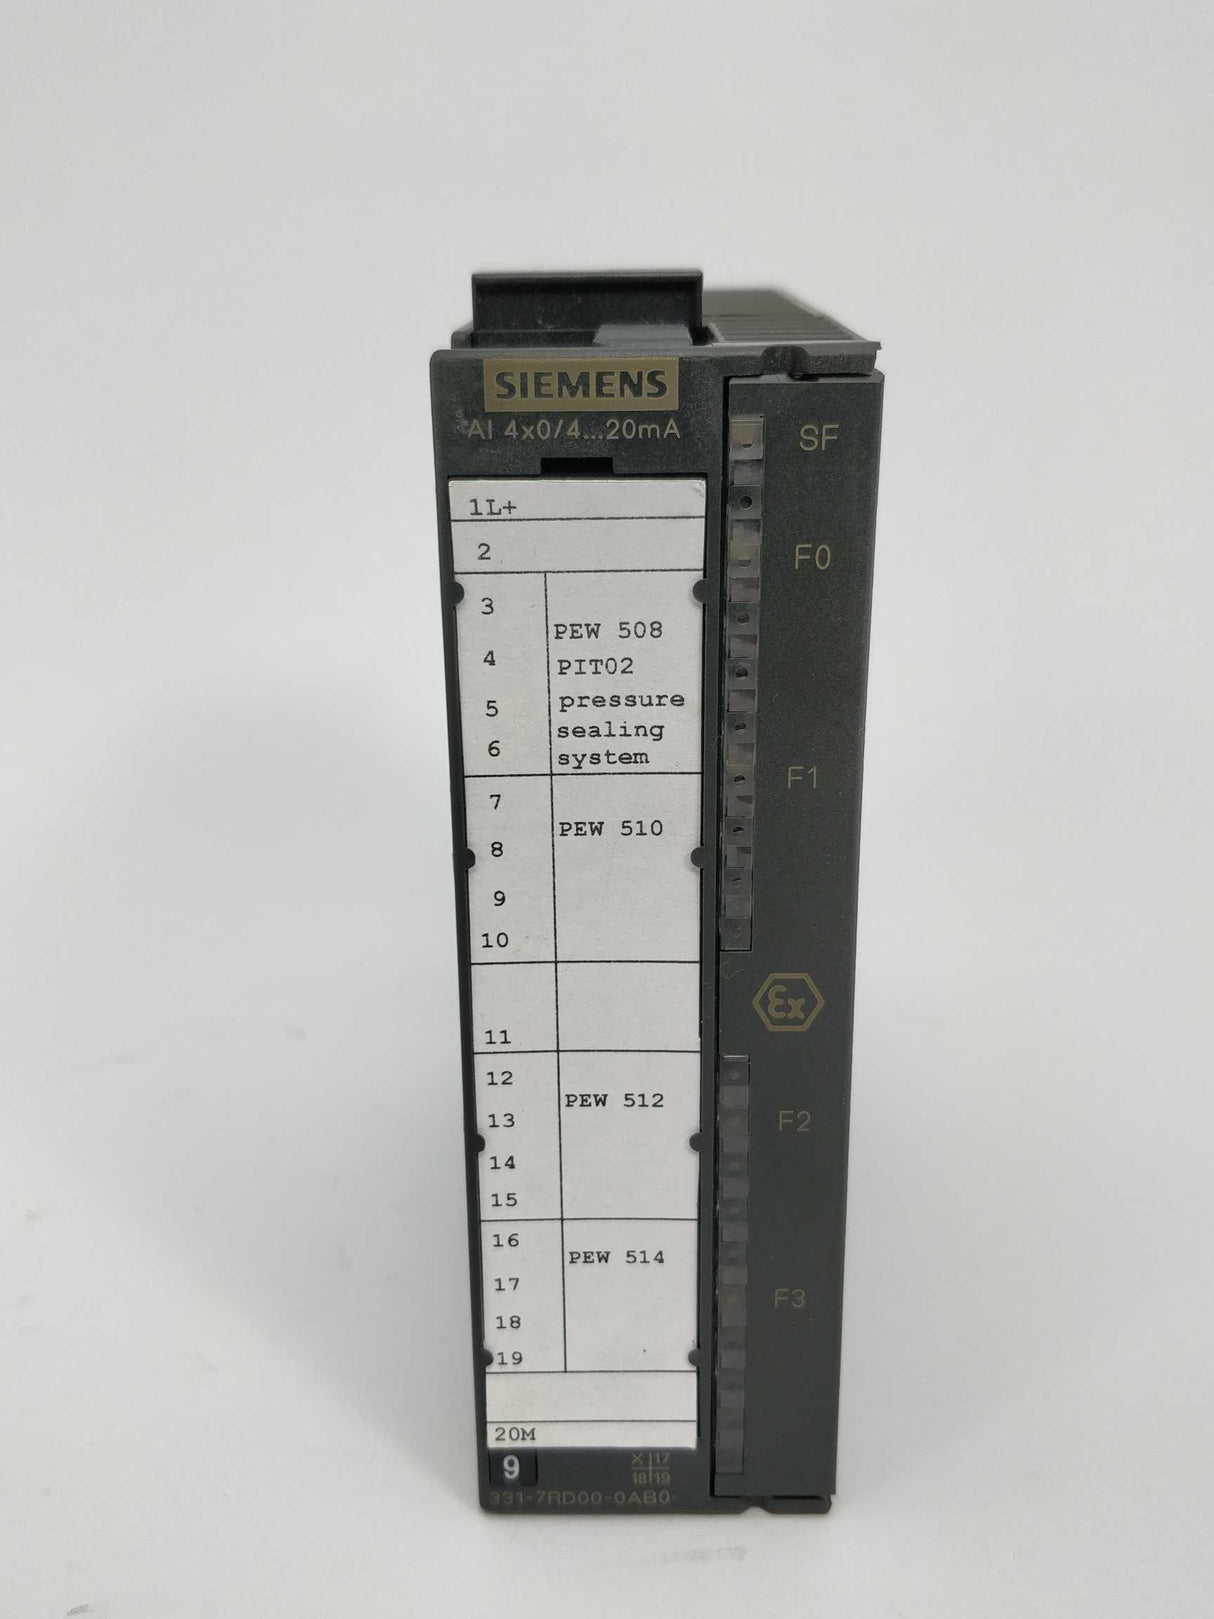 SIEMENS
AI 4x0/4...20mA
SF
1L+
2
F0
3
PEW 508
4
PIT02
5
pressure
sealing
6
system
F1
7
PEW 510
8
9
10
Ex
11
12
PEW 512
13
F2
14
15
16
PEW 514
17
F3
18
19
20M
9
X 17
18 19
331-7RD00-0AB0